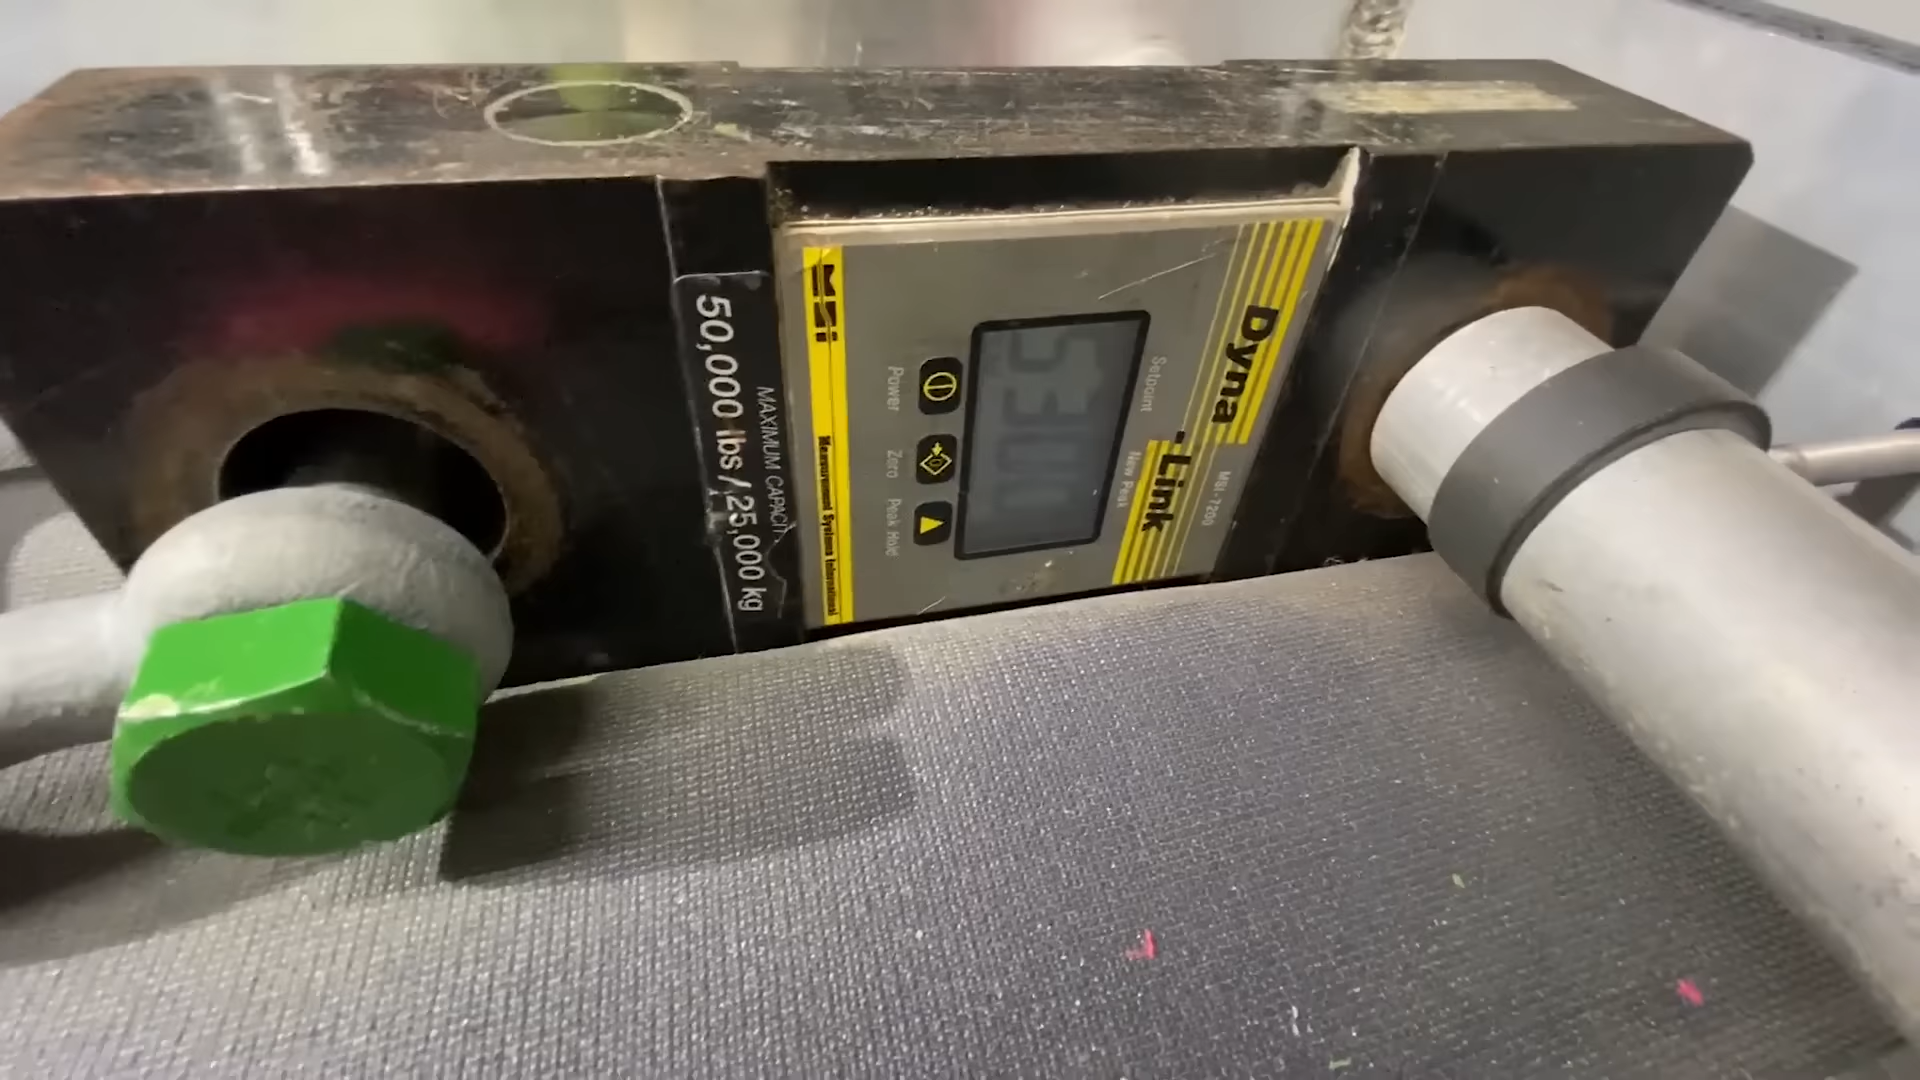 Dyna-Link
MSI-7200
Setpoint
New Peak
Power
Zero
Peak Hold
MSI
Measurement Systems International
MAXIMUM CAPACITY
50,000 lbs / 25,000 kg